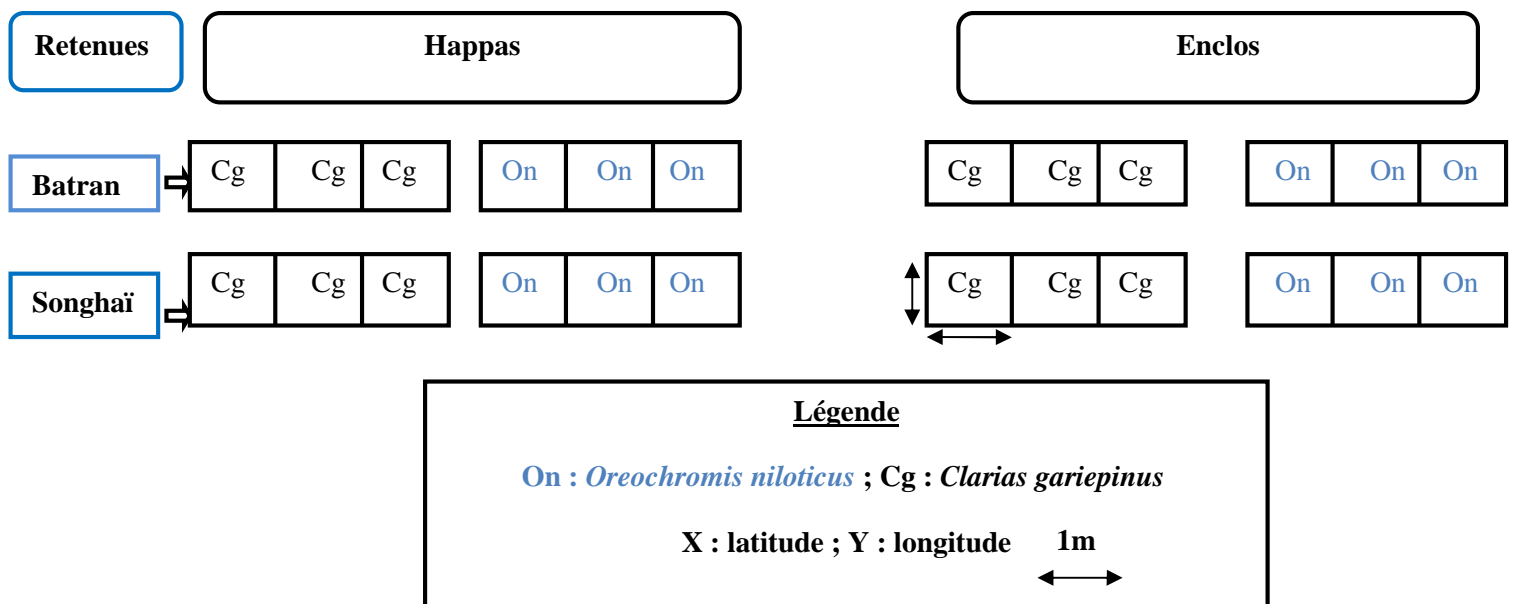 Retenues Happas Enclos
Batran Cg Cg Cg On On On Cg Cg Cg On On On
Songhaï Cg Cg Cg On On On Cg Cg Cg On On On
Légende
On : Oreochromis niloticus ; Cg : Clarias gariepinus
X : latitude ; Y : longitude 1m